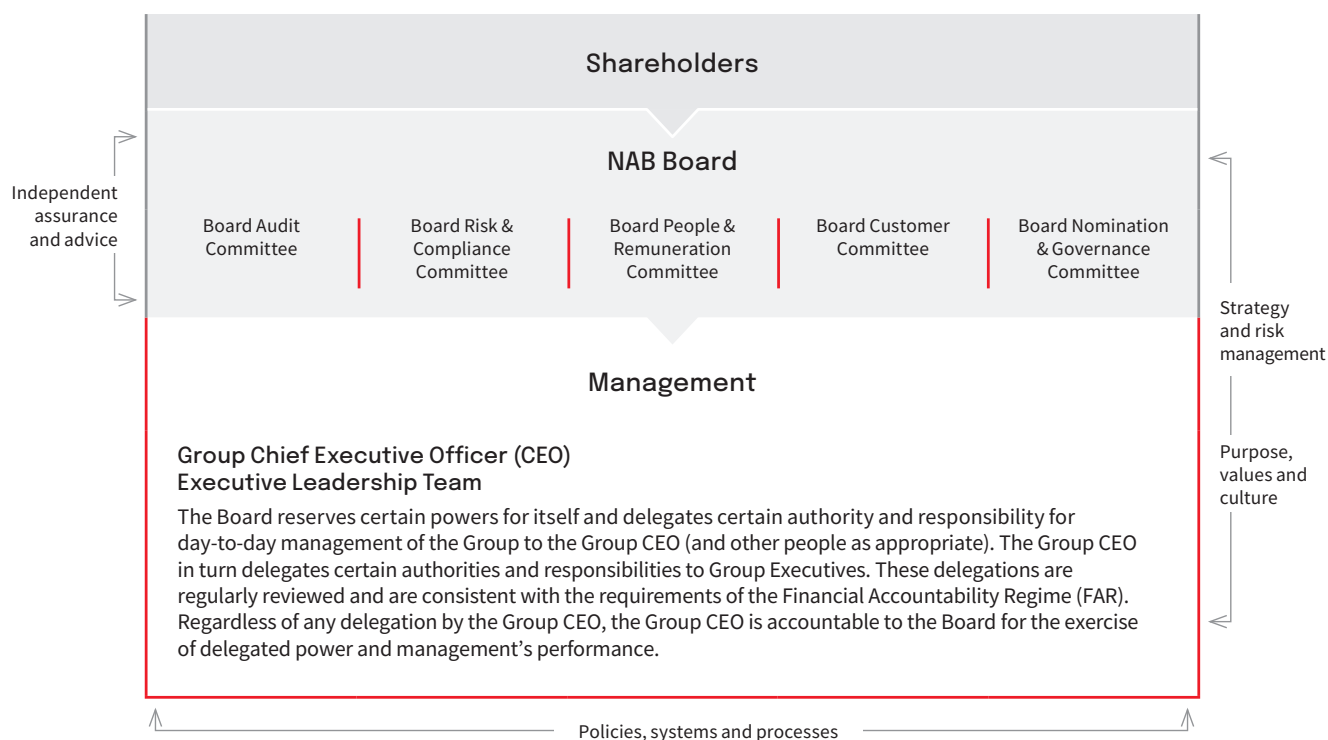 Shareholders
NAB Board
Independent
assurance
and advice
Board Audit
Committee
Board Risk &
Compliance
Committee
Board People &
Remuneration
Committee
Board Customer
Committee
Board Nomination
& Governance
Committee
Strategy
and risk
management
Management
Group Chief Executive Officer (CEO)
Executive Leadership Team
The Board reserves certain powers for itself and delegates certain authority and responsibility for
day-to-day management of the Group to the Group CEO (and other people as appropriate). The Group CEO
in turn delegates certain authorities and responsibilities to Group Executives. These delegations are
regularly reviewed and are consistent with the requirements of the Financial Accountability Regime (FAR).
Regardless of any delegation by the Group CEO, the Group CEO is accountable to the Board for the exercise
of delegated power and management’s performance.
Purpose,
values and
culture
Policies, systems and processes